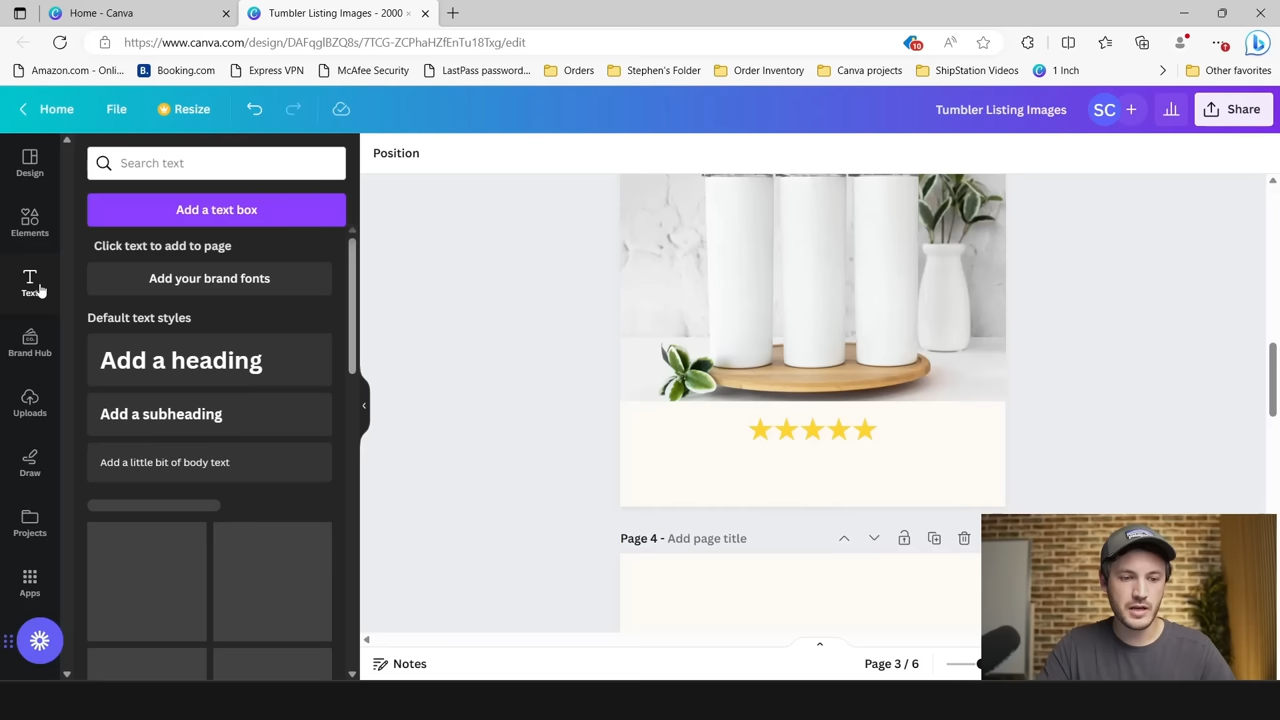 Home - Canva
Tumbler Listing Images - 2000
https://www.canva.com/design/DAFqglBZQ8s/7TCG-ZCPhaHZfEnTu18Txg/edit
10
Amazon.com - Onli...
B. Booking.com
Express VPN
McAfee Security
LastPass password...
Orders
Stephen's Folder
Order Inventory
Canva projects
ShipStation Videos
1 Inch
Other favorites
Home
File
Resize
Tumbler Listing Images
SC
Share
Design
Elements
Text
Brand Hub
Uploads
Draw
Projects
Apps
Search text
Add a text box
Click text to add to page
Add your brand fonts
Default text styles
Add a heading
Add a subheading
Add a little bit of body text
Position
Page 4 - Add page title
Notes
Page 3 / 6